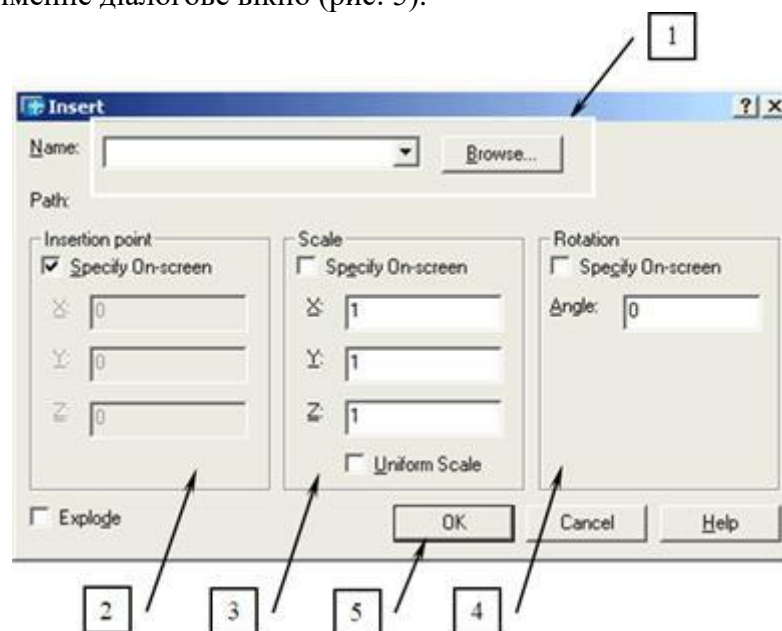 діалогове вікно (рис. 5).
1
Insert
Name:
Browse...
Path:
Insertion point
Specify On-screen
X: 0
Y: 0
Z: 0
Scale
Specify On-screen
X: 1
Y: 1
Z: 1
Uniform Scale
Rotation
Specify On-screen
Angle: 0
Explode
OK
Cancel
Help
2
3
5
4